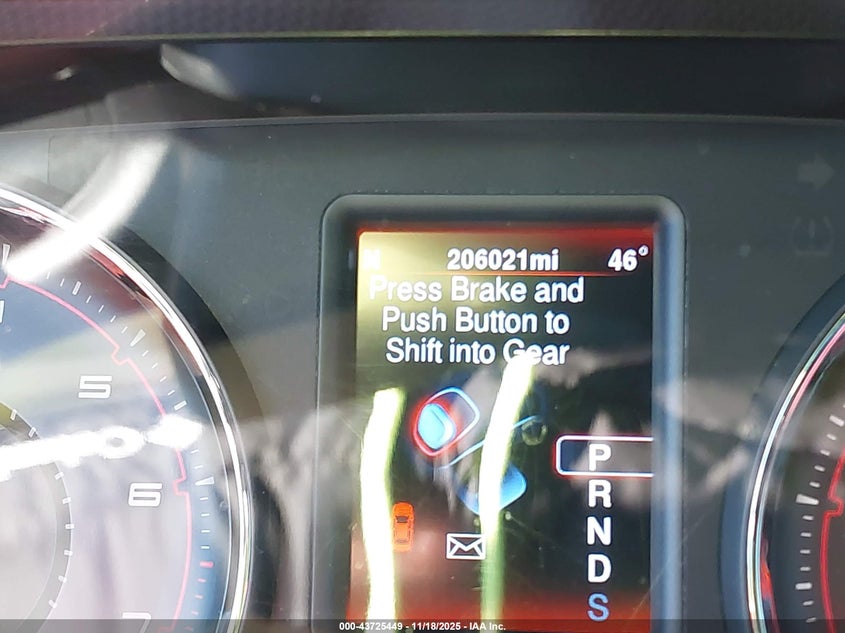 N 206021mi 46°
Press Brake and
Push Button to
Shift into Gear
P
R
N
D
S
5
6
7
000-43725449 - 11/18/2025 - IAA Inc.